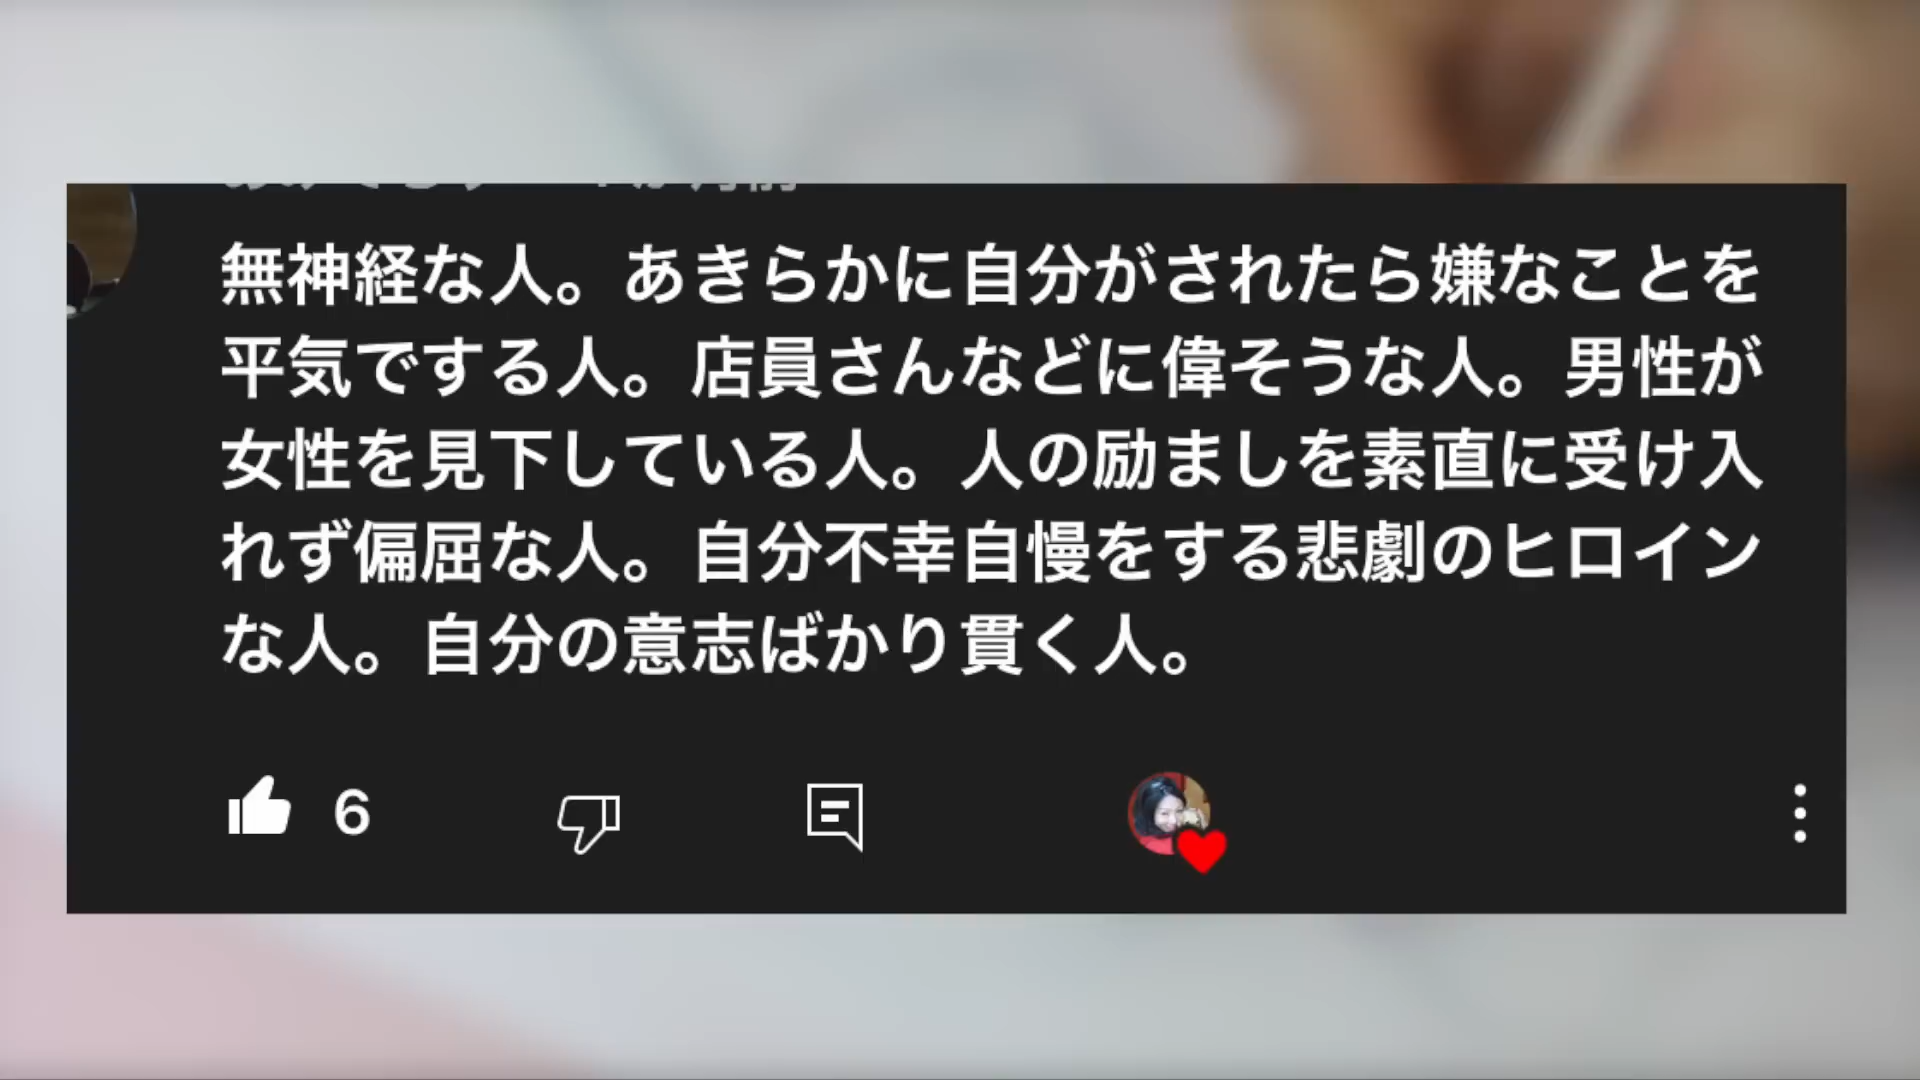 無神経な人。あきらかに自分がされたら嫌なことを
平気でする人。店員さんなどに偉そうな人。男性が
女性を見下している人。人の励ましを素直に受け入
れず偏屈な人。自分不幸自慢をする悲劇のヒロイン
な人。自分の意志ばかり貫く人。
6